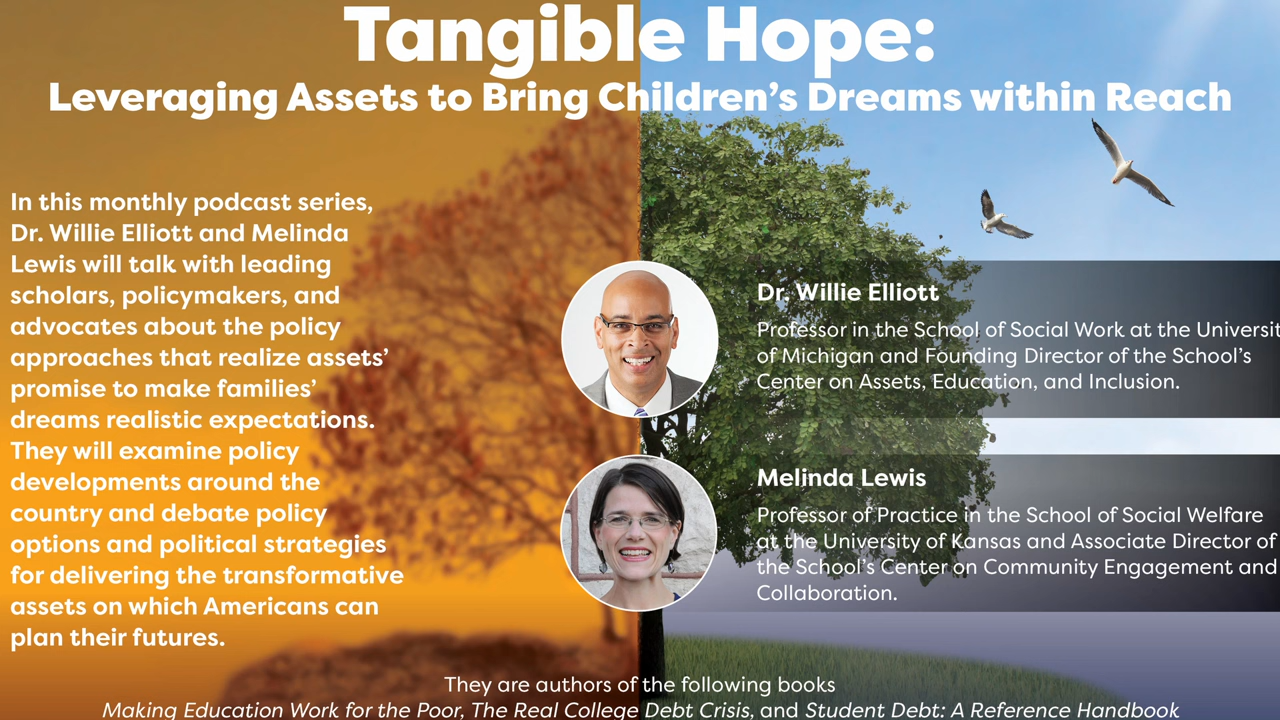 Tangible Hope:
Leveraging Assets to Bring Children's Dreams within Reach
In this monthly podcast series,
Dr. Willie Elliott and Melinda
Lewis will talk with leading
scholars, policymakers, and
advocates about the policy
approaches that realize assets'
promise to make families'
dreams realistic expectations.
They will examine policy
developments around the
country and debate policy
options and political strategies
for delivering the transformative
assets on which Americans can
plan their futures.
Dr. Willie Elliott
Professor in the School of Social Work at the Universit
of Michigan and Founding Director of the School's
Center on Assets, Education, and Inclusion.
Melinda Lewis
Professor of Practice in the School of Social Welfare
at the University of Kansas and Associate Director of
the School's Center on Community Engagement and
Collaboration.
They are authors of the following books
Making Education Work for the Poor, The Real College Debt Crisis, and Student Debt: A Reference Handbook